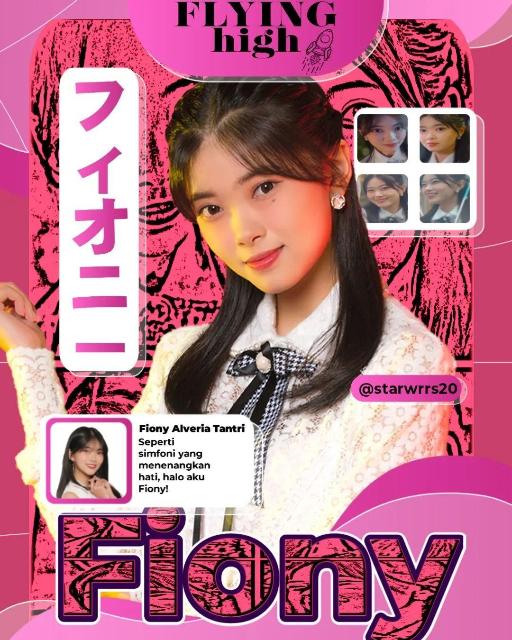 FLYING
high
フィオニー
@starwrrs20
Fiony Alveria Tantri
Seperti
simfoni yang
menenangkan
hati, halo aku
Fiony!
Fiony